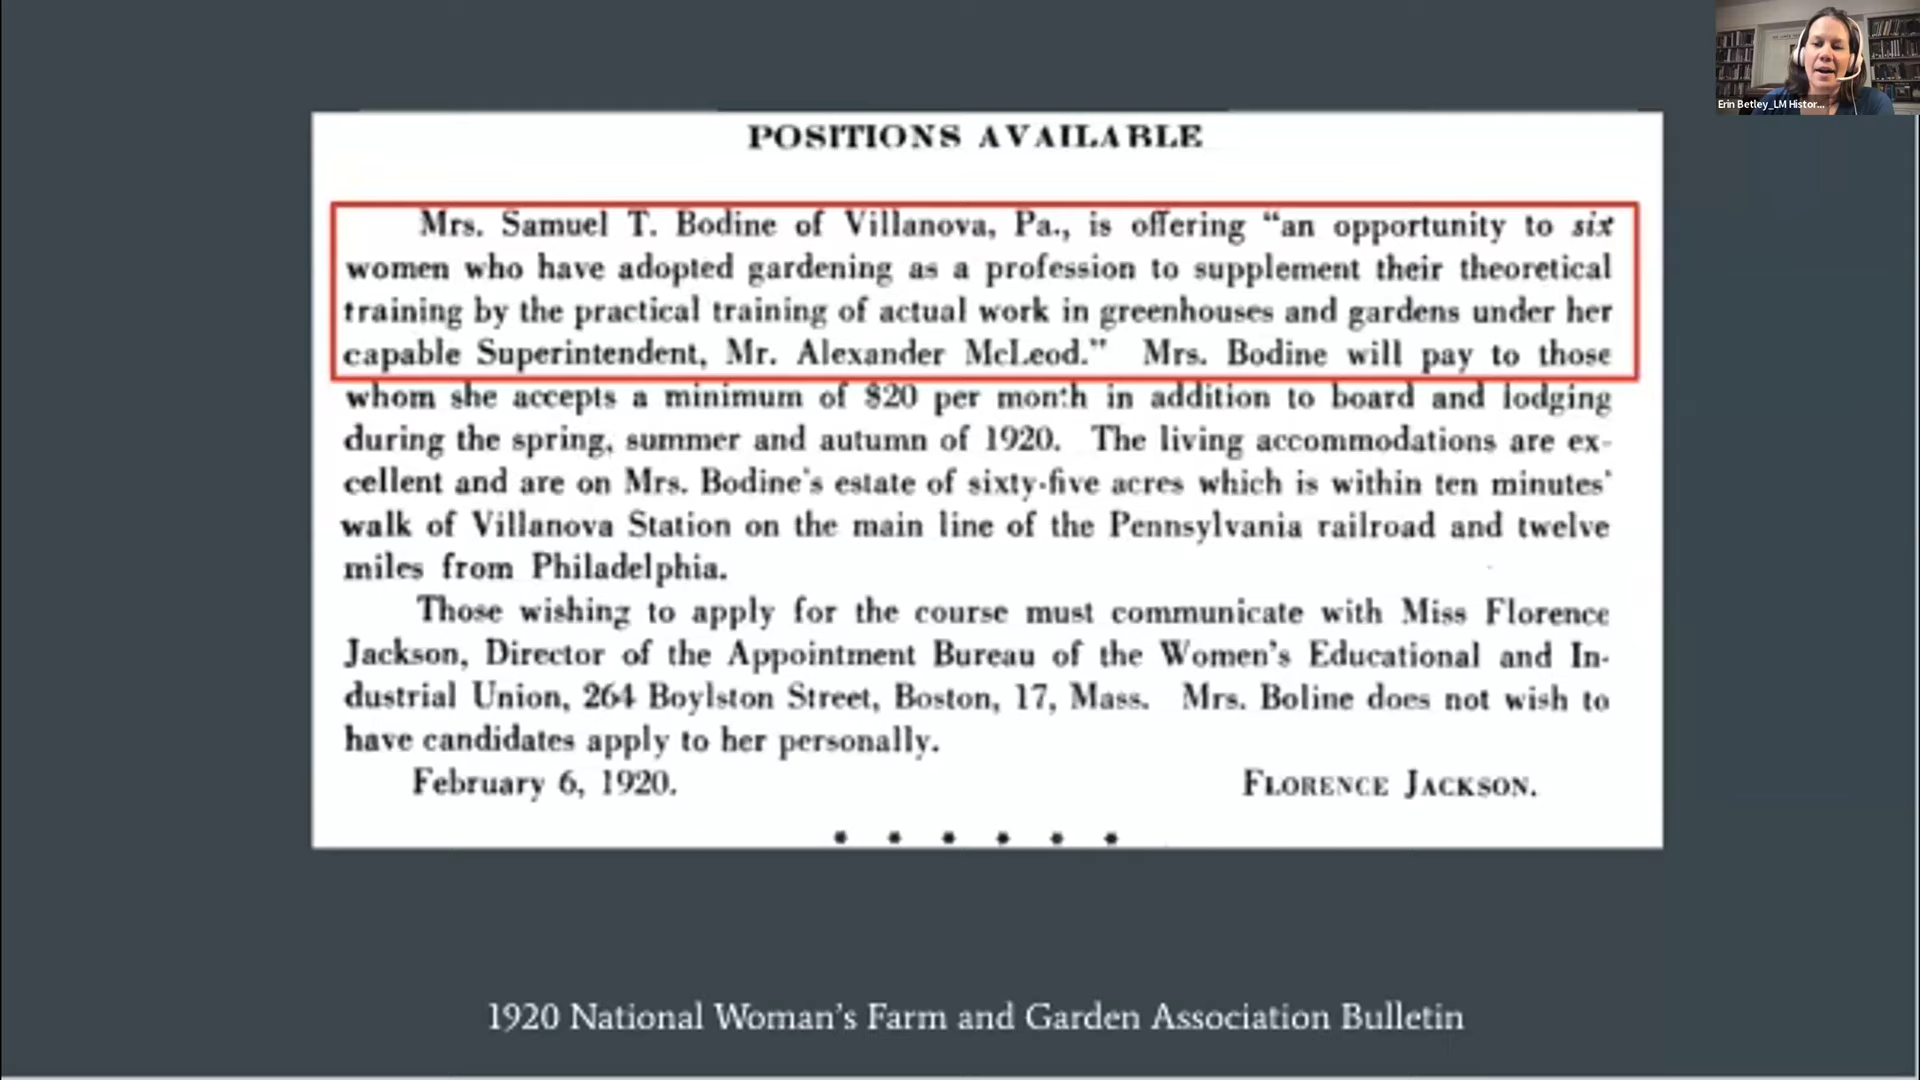 Erin Betley_LM Histor...
POSITIONS AVAILABLE
Mrs. Samuel T. Bodine of Villanova, Pa., is offering "an opportunity to six
women who have adopted gardening as a profession to supplement their theoretical
training by the practical training of actual work in greenhouses and gardens under her
capable Superintendent, Mr. Alexander McLeod." Mrs. Bodine will pay to those
whom she accepts a minimum of $20 per month in addition to board and lodging
during the spring, summer and autumn of 1920. The living accommodations are ex-
cellent and are on Mrs. Bodine's estate of sixty-five acres which is within ten minutes'
walk of Villanova Station on the main line of the Pennsylvania railroad and twelve
miles from Philadelphia.
Those wishing to apply for the course must communicate with Miss Florence
Jackson, Director of the Appointment Bureau of the Women's Educational and In-
dustrial Union, 264 Boylston Street, Boston, 17, Mass. Mrs. Boline does not wish to
have candidates apply to her personally.
February 6, 1920. FLORENCE JACKSON.
1920 National Woman's Farm and Garden Association Bulletin